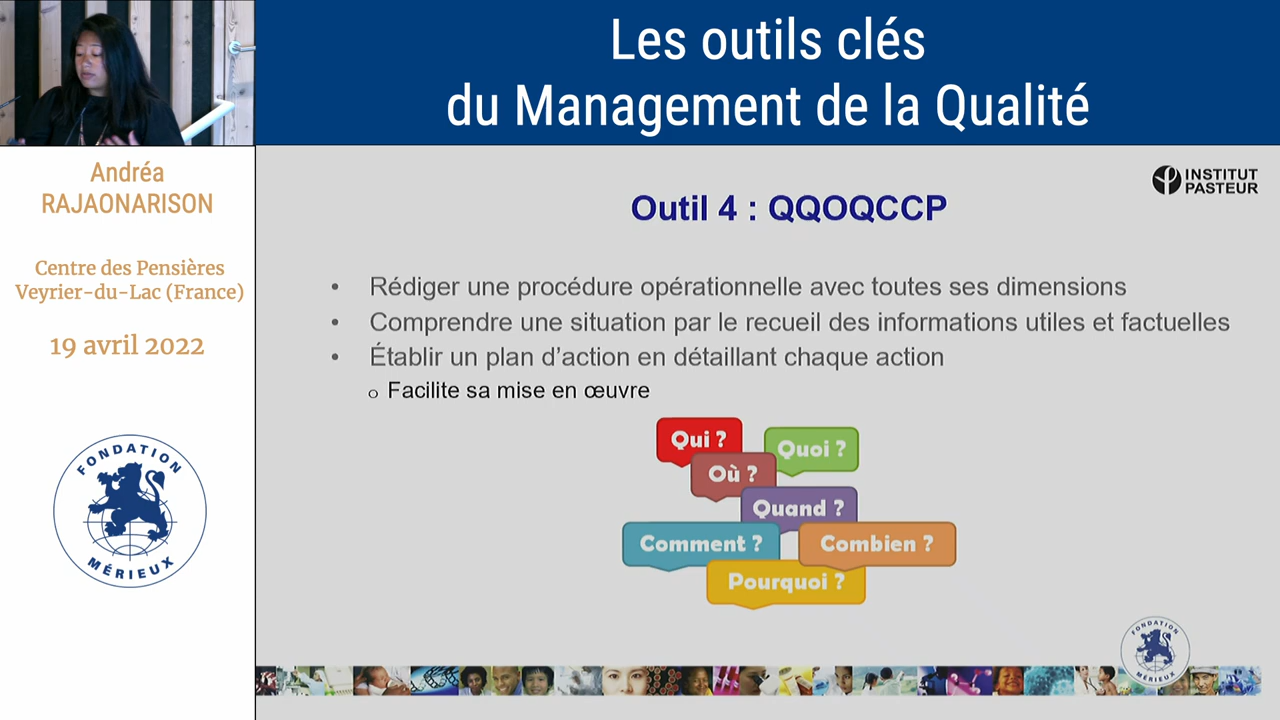 Les outils clés
du Management de la Qualité
Andréa
RAJAONARISON
Centre des Pensières
Veyrier-du-Lac (France)
19 avril 2022
FONDATION
MÉRIEUX
INSTITUT
PASTEUR
Outil 4 : QQOQCCP
• Rédiger une procédure opérationnelle avec toutes ses dimensions
• Comprendre une situation par le recueil des informations utiles et factuelles
• Établir un plan d'action en détaillant chaque action
o Facilite sa mise en œuvre
Qui ?
Quoi ?
Où ?
Quand ?
Comment ?
Combien ?
Pourquoi ?
FONDATION
MÉRIEUX